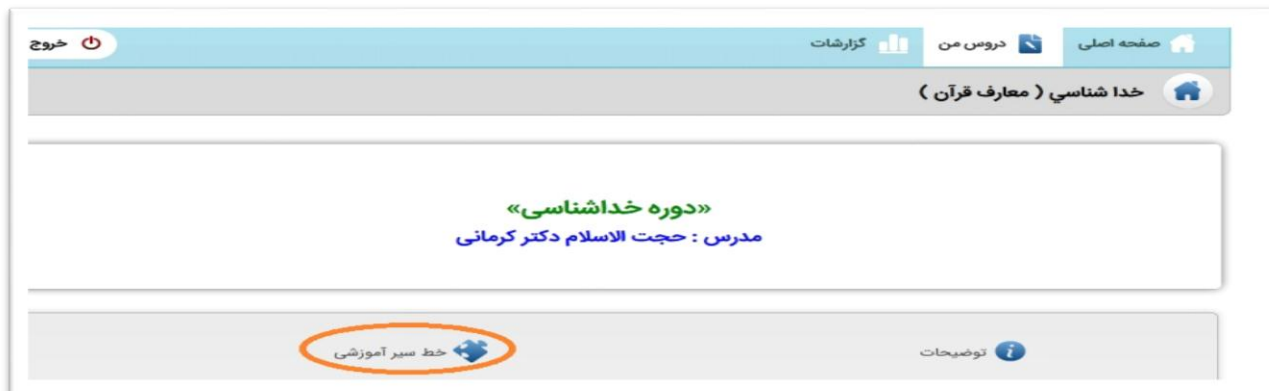 صفحه اصلی دروس من گزارشات خروج
خدا شناسي ( معارف قرآن )
«دوره خداشناسی»
مدرس : حجت الاسلام دکتر کرمانی
توضیحات خط سیر آموزشی